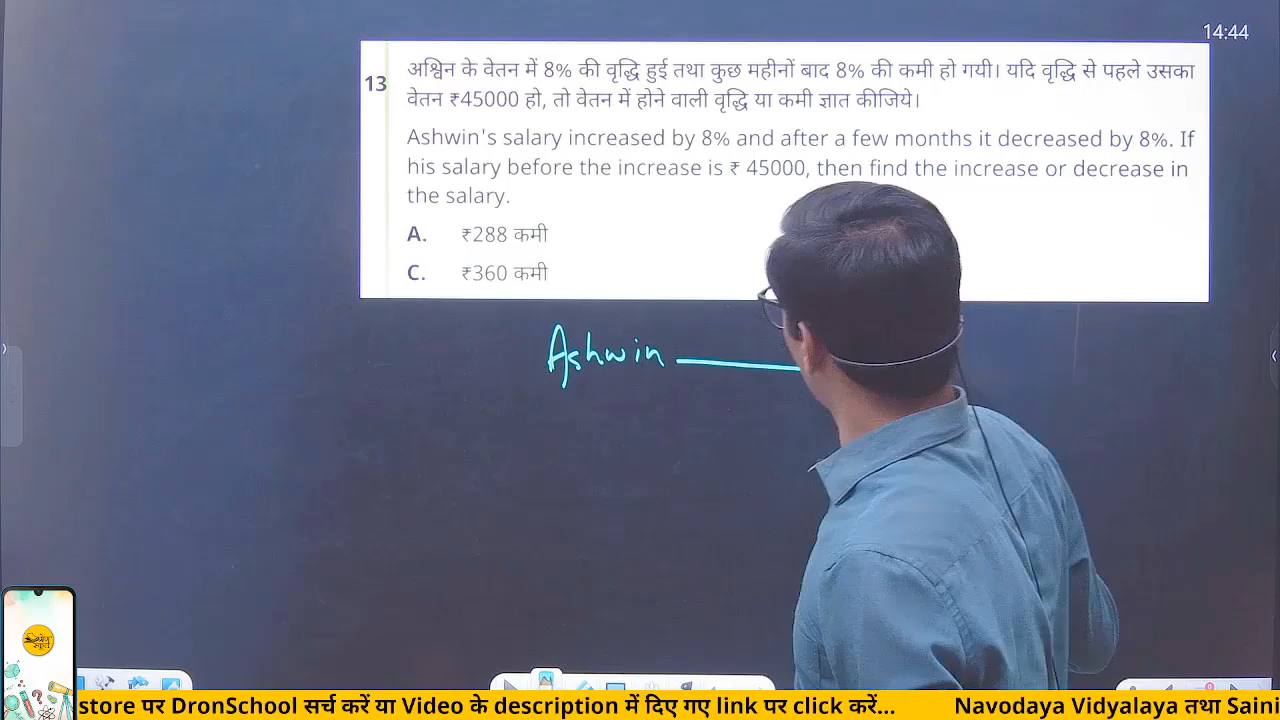 14:44
13
अश्विन के वेतन में 8% की वृद्धि हुई तथा कुछ महीनों बाद 8% की कमी हो गयी। यदि वृद्धि से पहले उसका
वेतन ₹45000 हो, तो वेतन में होने वाली वृद्धि या कमी ज्ञात कीजिये।
Ashwin's salary increased by 8% and after a few months it decreased by 8%. If
his salary before the increase is ₹ 45000, then find the increase or decrease in
the salary.
A. ₹288 कमी
C. ₹360 कमी
Ashwin
store पर DronSchool सर्च करें या Video के description में दिए गए link पर click करें... Navodaya Vidyalaya तथा Saini